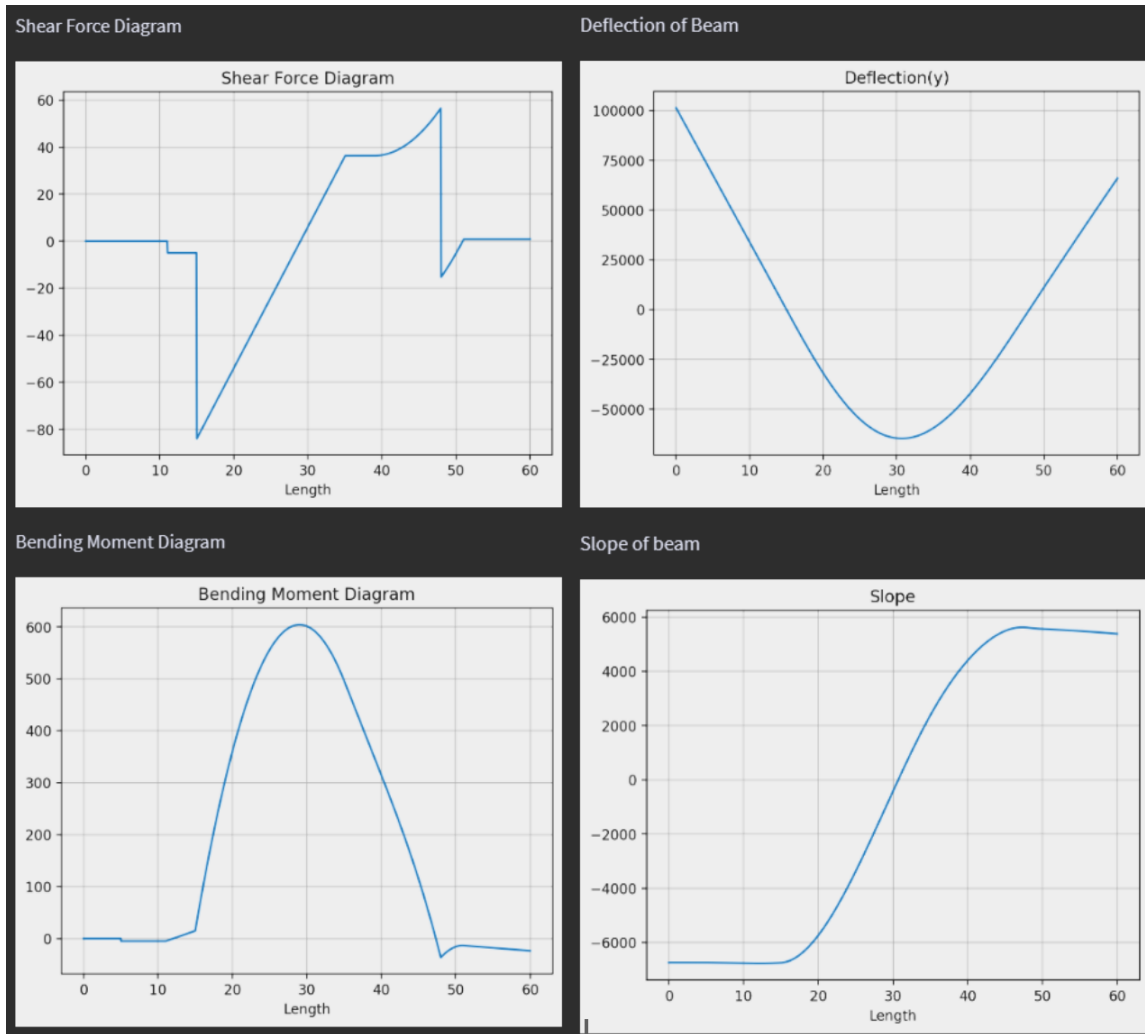 Shear Force Diagram
Shear Force Diagram
60
40
20
0
−20
−40
−60
−80
0 10 20 30 40 50 60
Length
Deflection of Beam
Deflection(y)
100000
75000
50000
25000
0
−25000
−50000
0 10 20 30 40 50 60
Length
Bending Moment Diagram
Bending Moment Diagram
600
500
400
300
200
100
0
0 10 20 30 40 50 60
Length
Slope of beam
Slope
6000
4000
2000
0
−2000
−4000
−6000
0 10 20 30 40 50 60
Length